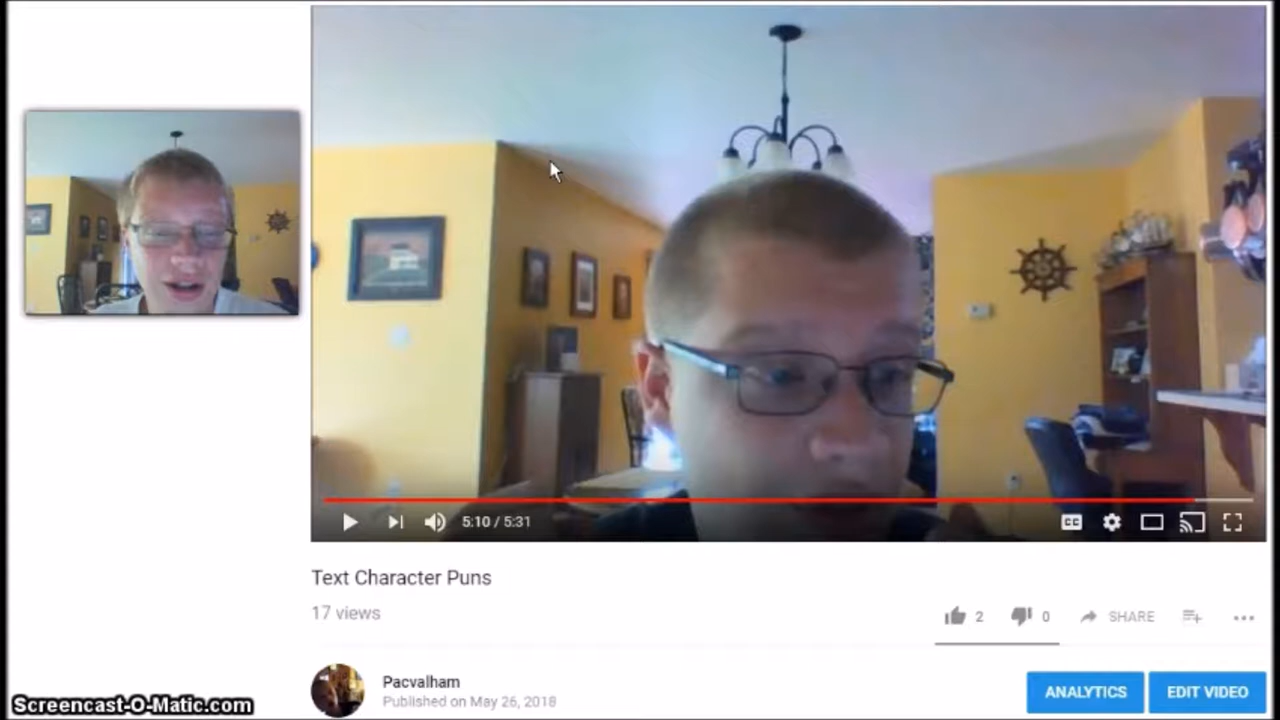 5:10 / 5:31
CC
Text Character Puns
17 views
2
0
SHARE
Pacvalham
Published on May 26, 2018
ANALYTICS
EDIT VIDEO
Screencast-O-Matic.com